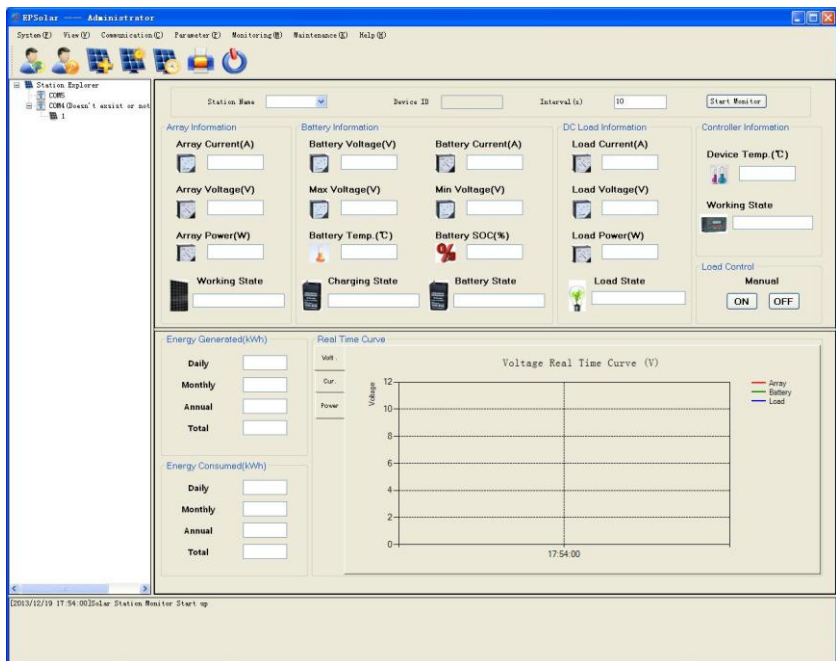 EPSolar —— Administrator
System(F) View(V) Communication(C) Parameter(P) Monitoring(M) Maintenance(E) Help(H)
Station Explorer
COM5
COM4(Doesn't exsist or not
1
Station Name Device ID Interval(s) 10 Start Monitor
Array Information Battery Information DC Load Information Controller Information
Array Current(A) Battery Voltage(V) Battery Current(A) Load Current(A)
Device Temp.(℃)
Array Voltage(V) Max Voltage(V) Min Voltage(V) Load Voltage(V)
Working State
Array Power(W) Battery Temp.(℃) Battery SOC(%) Load Power(W)
Load Control
Working State Charging State Battery State Load State Manual
ON OFF
Energy Generated(kWh) Real Time Curve
Daily
Monthly
Annual
Total
Energy Consumed(kWh)
Daily
Monthly
Annual
Total
Volt .
Cur.
Power
Voltage Real Time Curve (V)
Voltage
12
10
8
6
4
2
0
17:54:00
Array
Battery
Load
[2013/12/19 17:54:00]Solar Station Monitor Start up